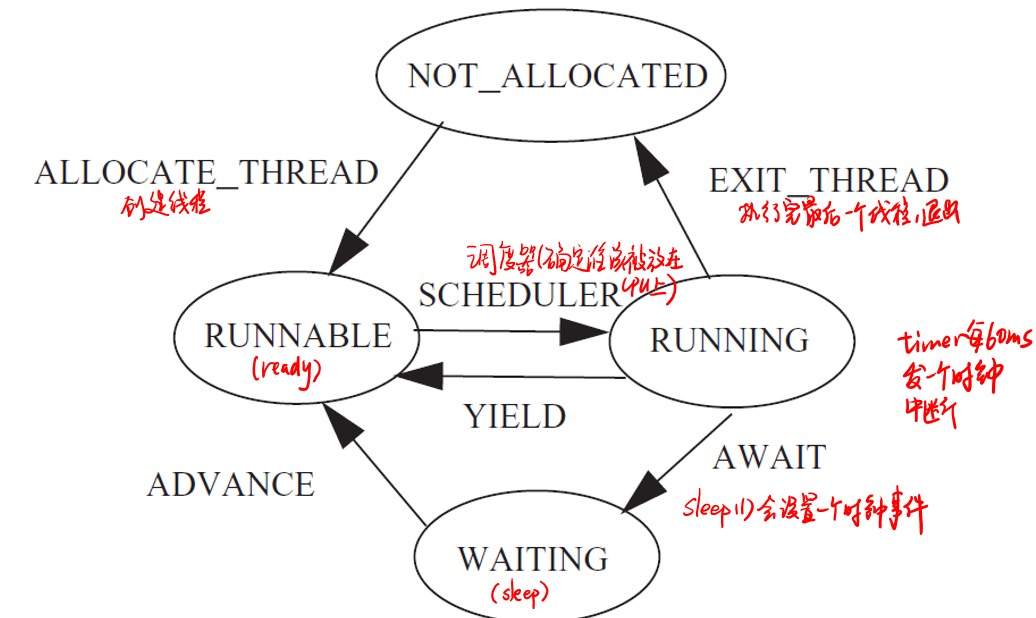 NOT_ALLOCATED
ALLOCATE_THREAD
创建线程
EXIT_THREAD
执行完最后一个线程,退出
调度器(确定谁该被放在
CPU上)
SCHEDULER
RUNNABLE
(ready)
RUNNING
timer每60ms
发一个时钟
中断
YIELD
ADVANCE
AWAIT
sleep()会设置一个时钟事件
WAITING
(sleep)